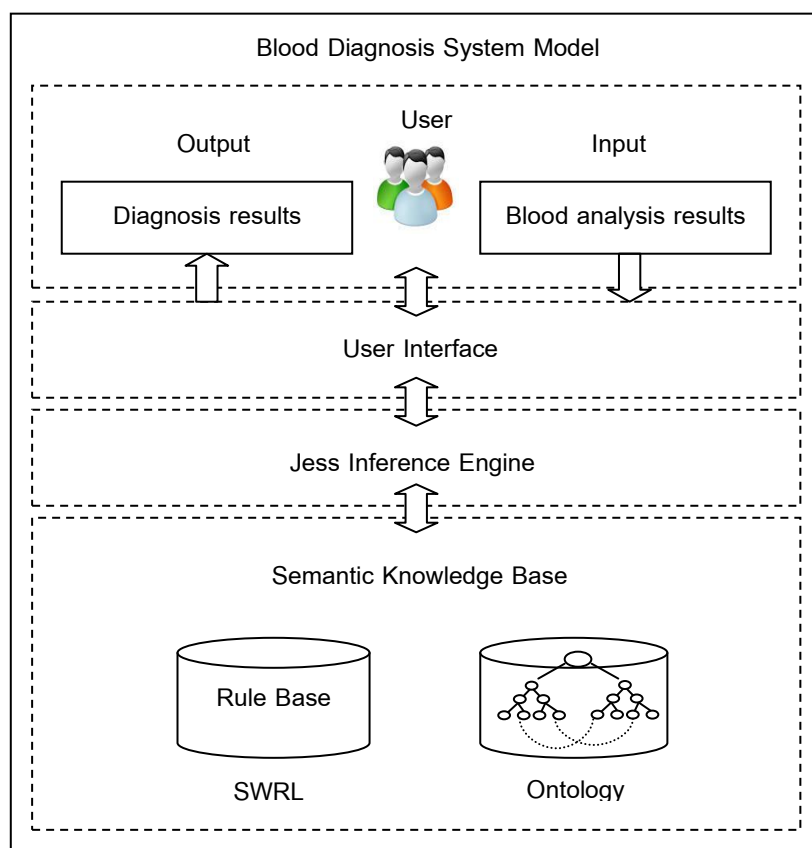 Blood Diagnosis System Model
User
Output
Input
Diagnosis results
Blood analysis results
User Interface
Jess Inference Engine
Semantic Knowledge Base
Rule Base
SWRL
Ontology